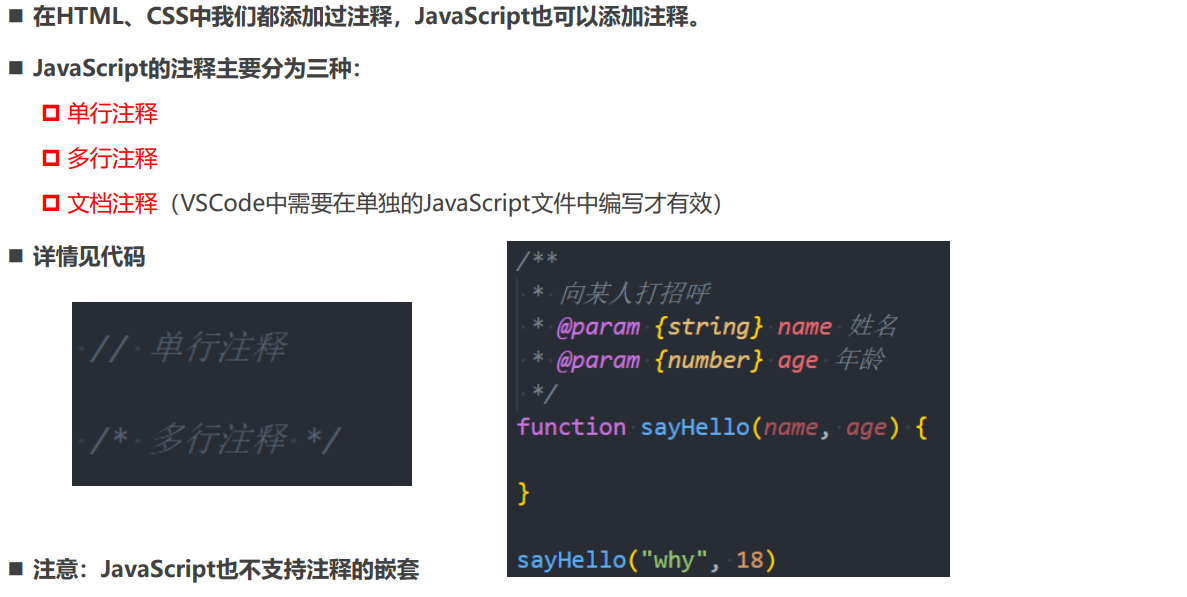 在HTML、CSS中我们都添加过注释，JavaScript也可以添加注释。
JavaScript的注释主要分为三种：
单行注释
多行注释
文档注释（VSCode中需要在单独的JavaScript文件中编写才有效）
详情见代码
// 单行注释
/* 多行注释 */
/**
 * 向某人打招呼
 * @param {string} name 姓名
 * @param {number} age 年龄
 */
function sayHello(name, age) {
}
sayHello("why", 18)
注意：JavaScript也不支持注释的嵌套